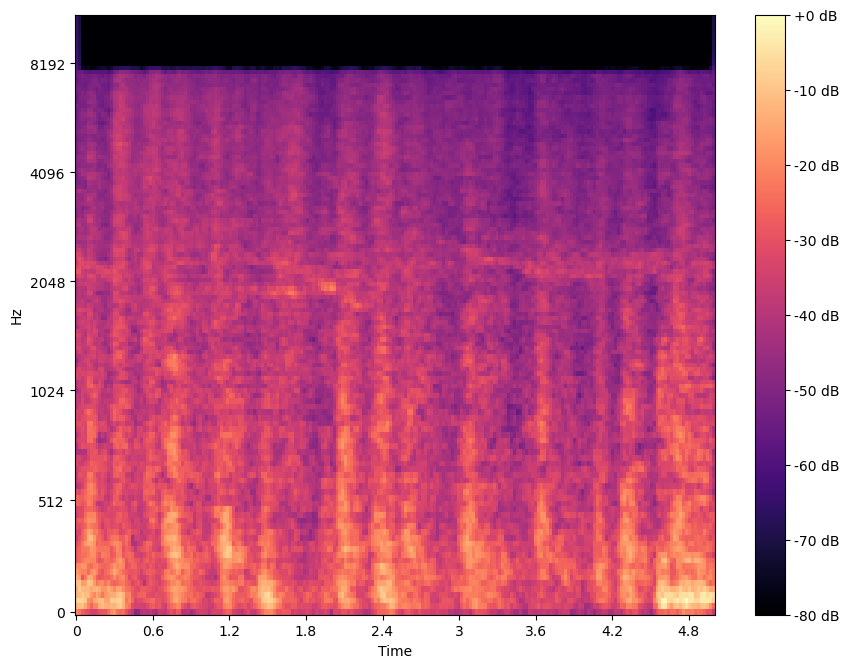 8192
4096
2048
1024
512
0
Hz
0 0.6 1.2 1.8 2.4 3 3.6 4.2 4.8
Time
+0 dB
-10 dB
-20 dB
-30 dB
-40 dB
-50 dB
-60 dB
-70 dB
-80 dB